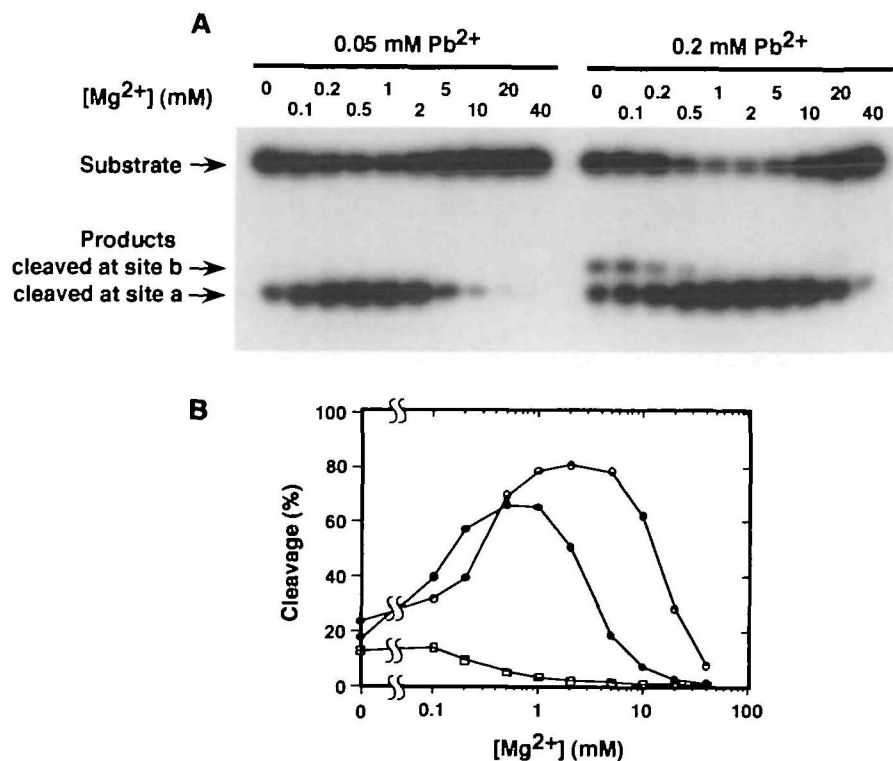 A
0.05 mM Pb2+
0.2 mM Pb2+
[Mg2+] (mM)
0 0.2 1 5 20
0.1 0.5 2 10 40
0 0.2 1 5 20
0.1 0.5 2 10 40
Substrate
Products
cleaved at site b
cleaved at site a
B
100
80
60
40
20
0
Cleavage (%)
0 0.1 1 10 100
[Mg2+] (mM)